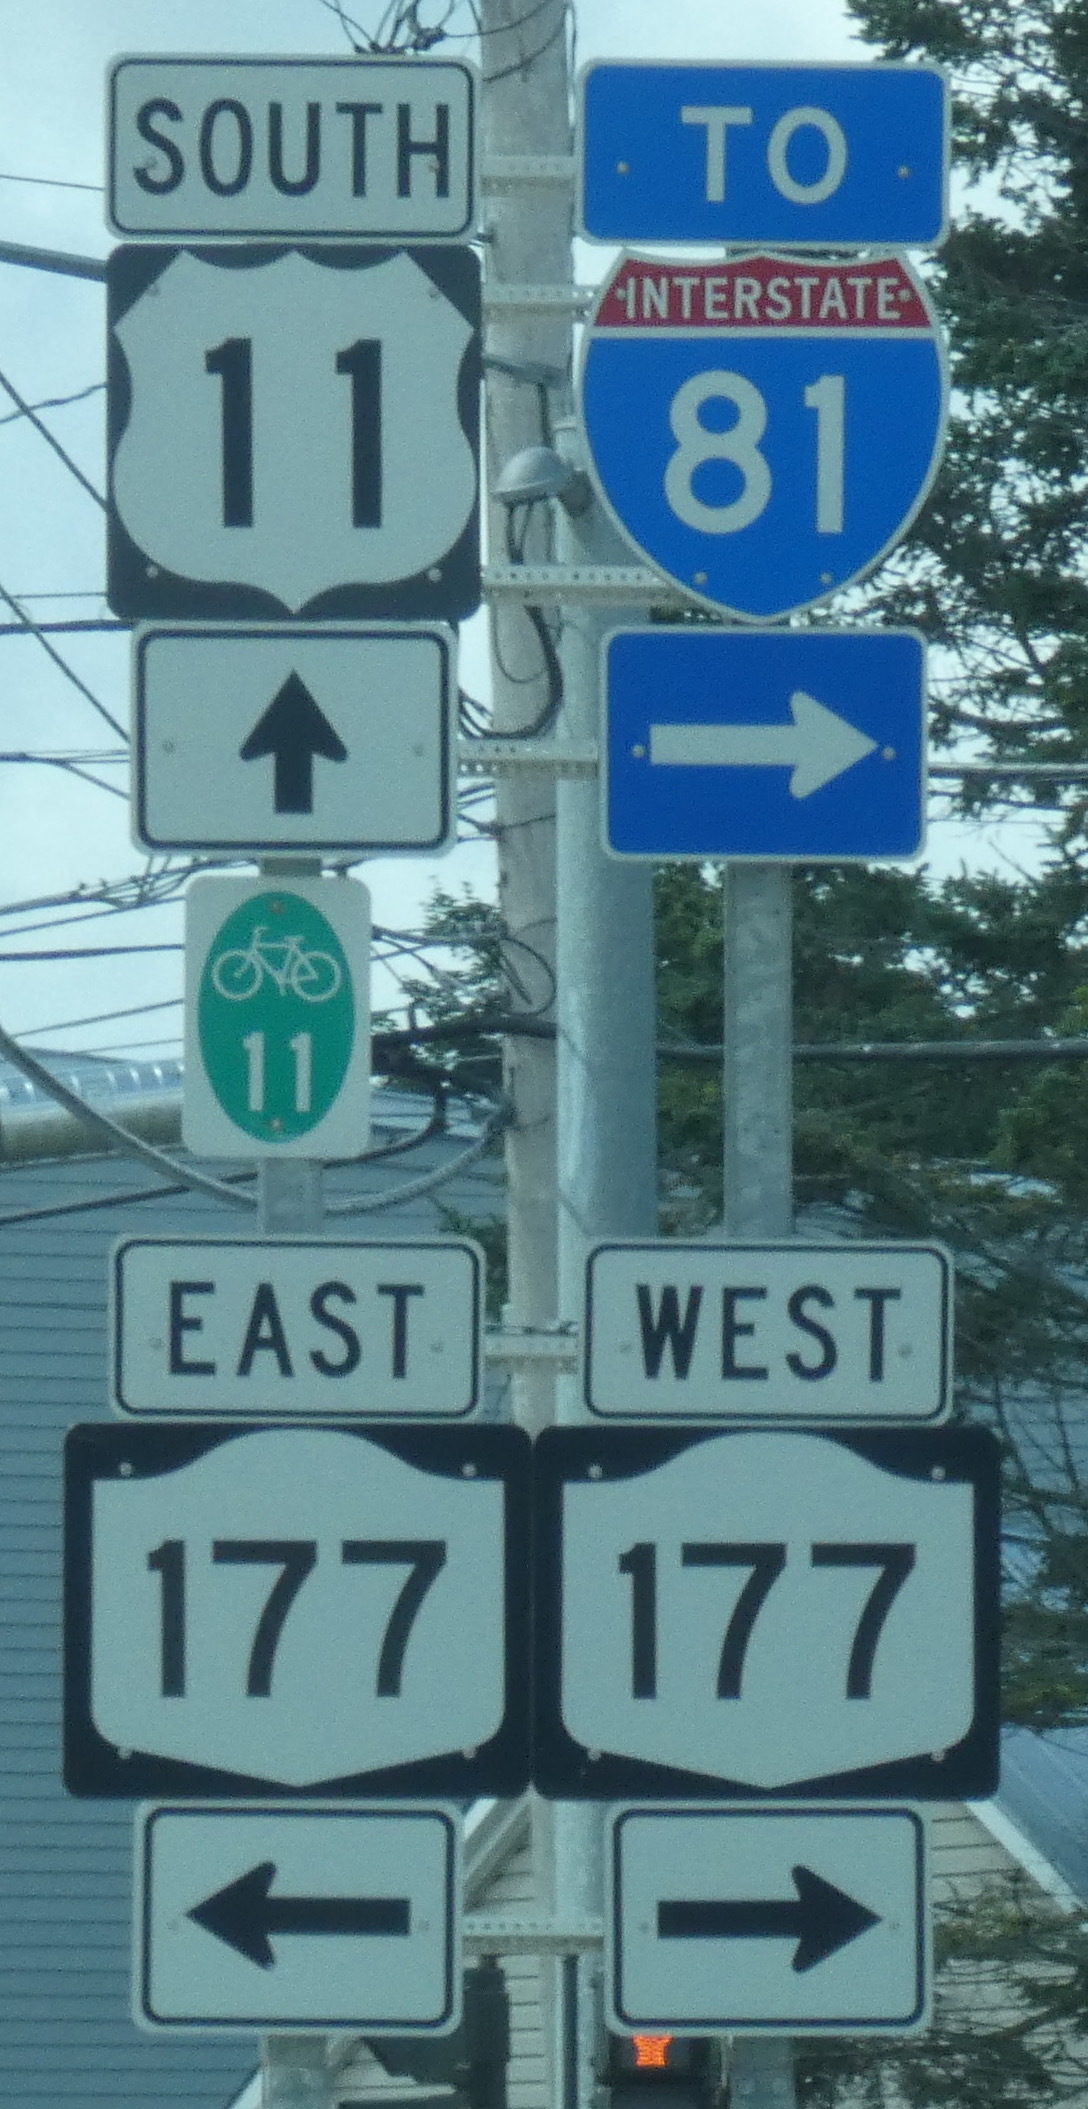 SOUTH
11
TO
INTERSTATE
81
11
EAST
177
WEST
177